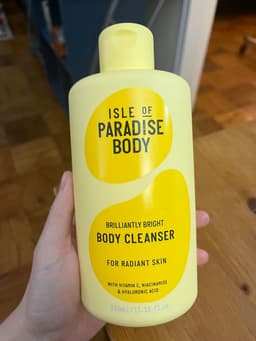 ISLE OF
PARADISE
BODY
BRILLIANTLY BRIGHT
BODY CLEANSER
FOR RADIANT SKIN
WITH VITAMIN C, NIACINAMIDE
& HYALURONIC ACID